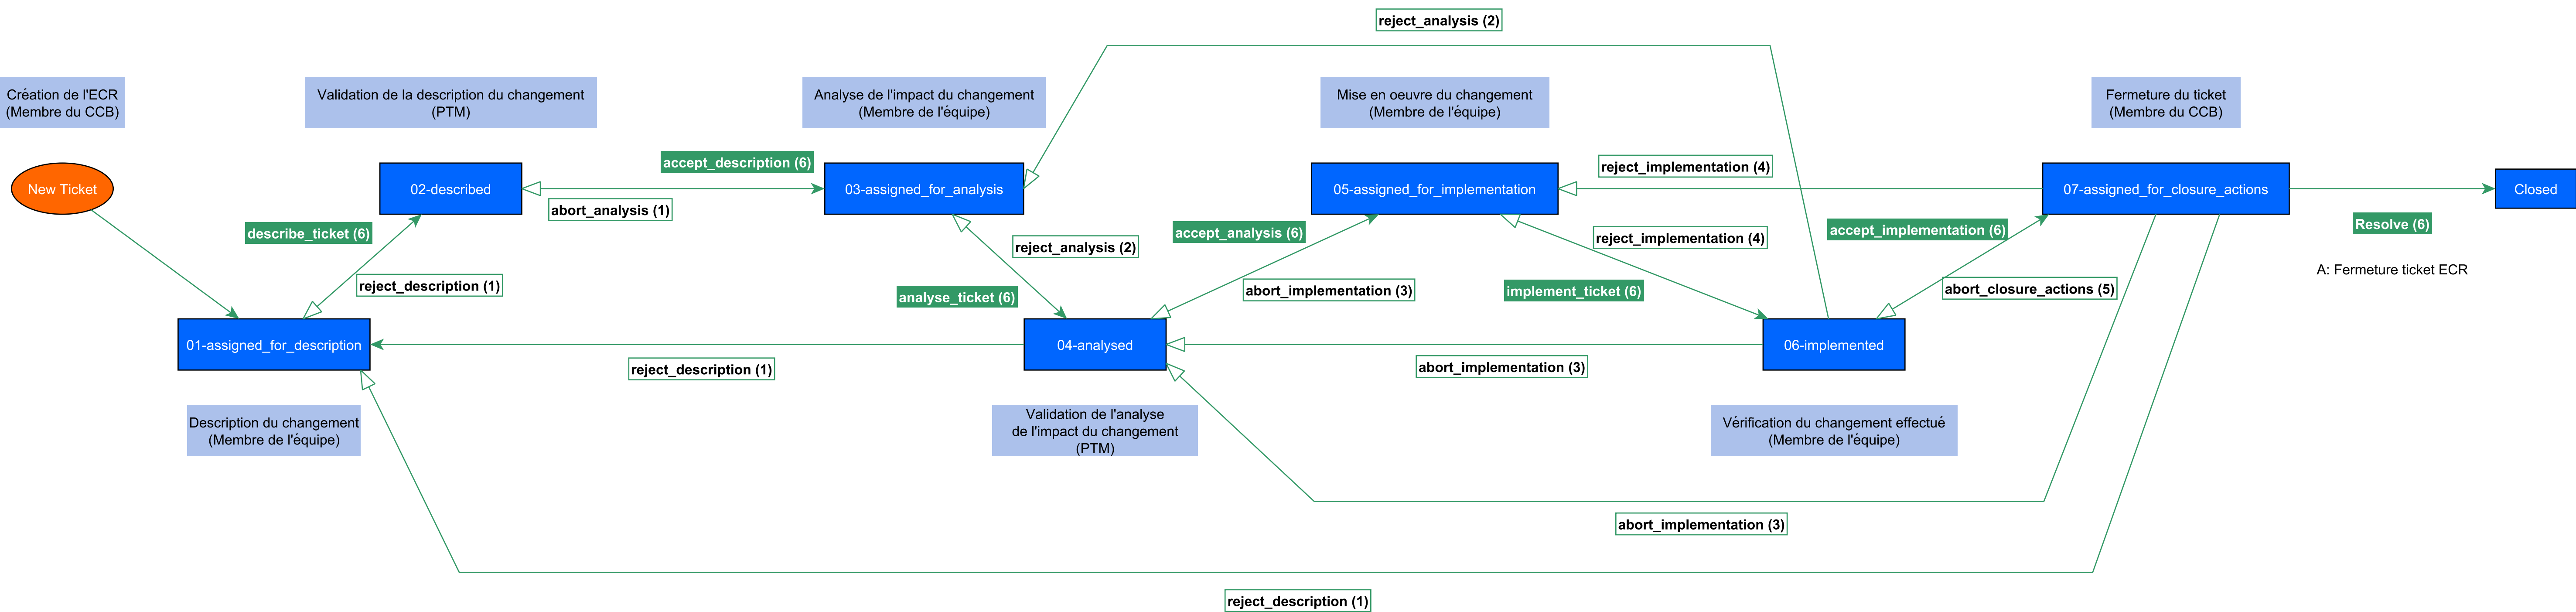 reject_analysis (2)
Création de l'ECR
(Membre du CCB)
Validation de la description du changement
(PTM)
Analyse de l'impact du changement
(Membre de l'équipe)
Mise en oeuvre du changement
(Membre de l'équipe)
Fermeture du ticket
(Membre du CCB)
accept_description (6)
reject_implementation (4)
New Ticket
02-described
03-assigned_for_analysis
05-assigned_for_implementation
07-assigned_for_closure_actions
Closed
abort_analysis (1)
describe_ticket (6)
reject_analysis (2)
accept_analysis (6)
reject_implementation (4)
accept_implementation (6)
Resolve (6)
A: Fermeture ticket ECR
reject_description (1)
analyse_ticket (6)
abort_implementation (3)
implement_ticket (6)
abort_closure_actions (5)
01-assigned_for_description
04-analysed
06-implemented
reject_description (1)
abort_implementation (3)
Description du changement
(Membre de l'équipe)
Validation de l'analyse
de l'impact du changement
(PTM)
Vérification du changement effectué
(Membre de l'équipe)
abort_implementation (3)
reject_description (1)